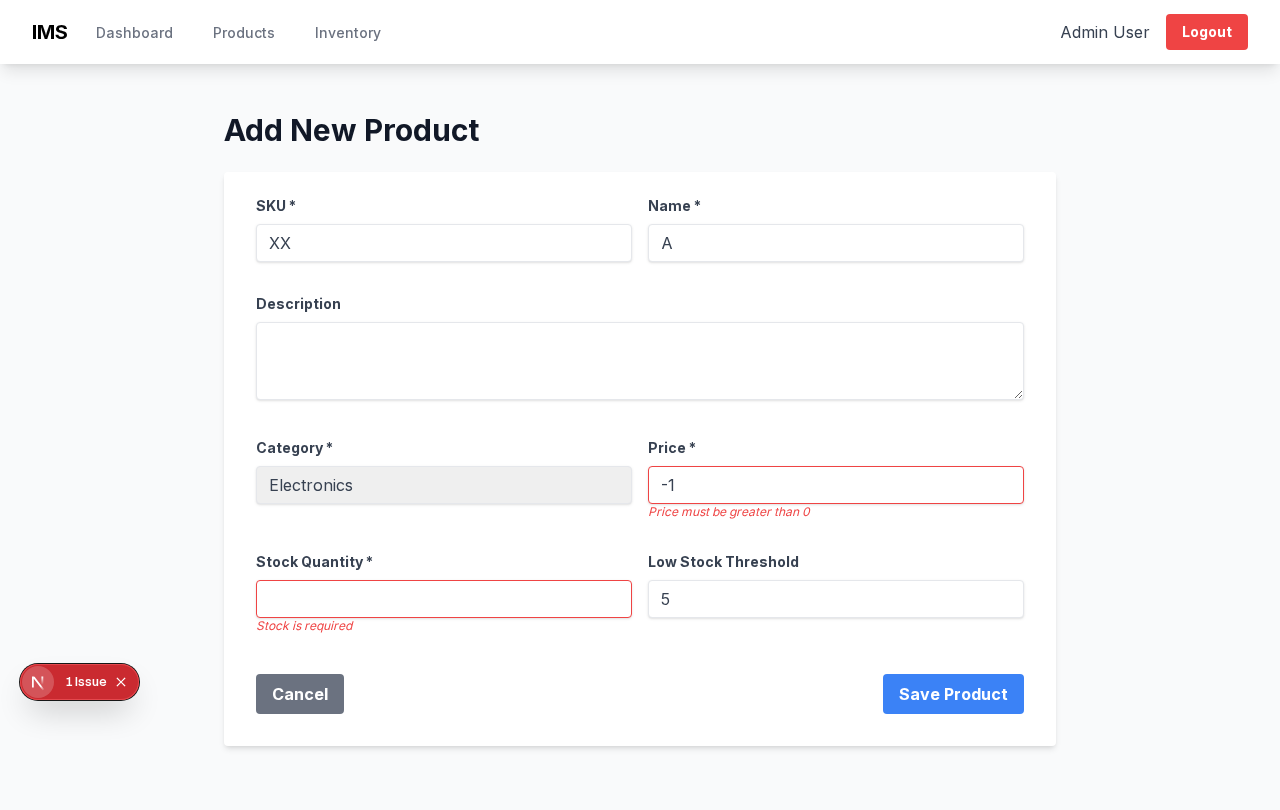 IMS Dashboard Products Inventory Admin User Logout
Add New Product
SKU * Name *
XX A
Description
Category * Price *
Electronics -1
Price must be greater than 0
Stock Quantity * Low Stock Threshold
5
Stock is required
1 Issue
Cancel Save Product